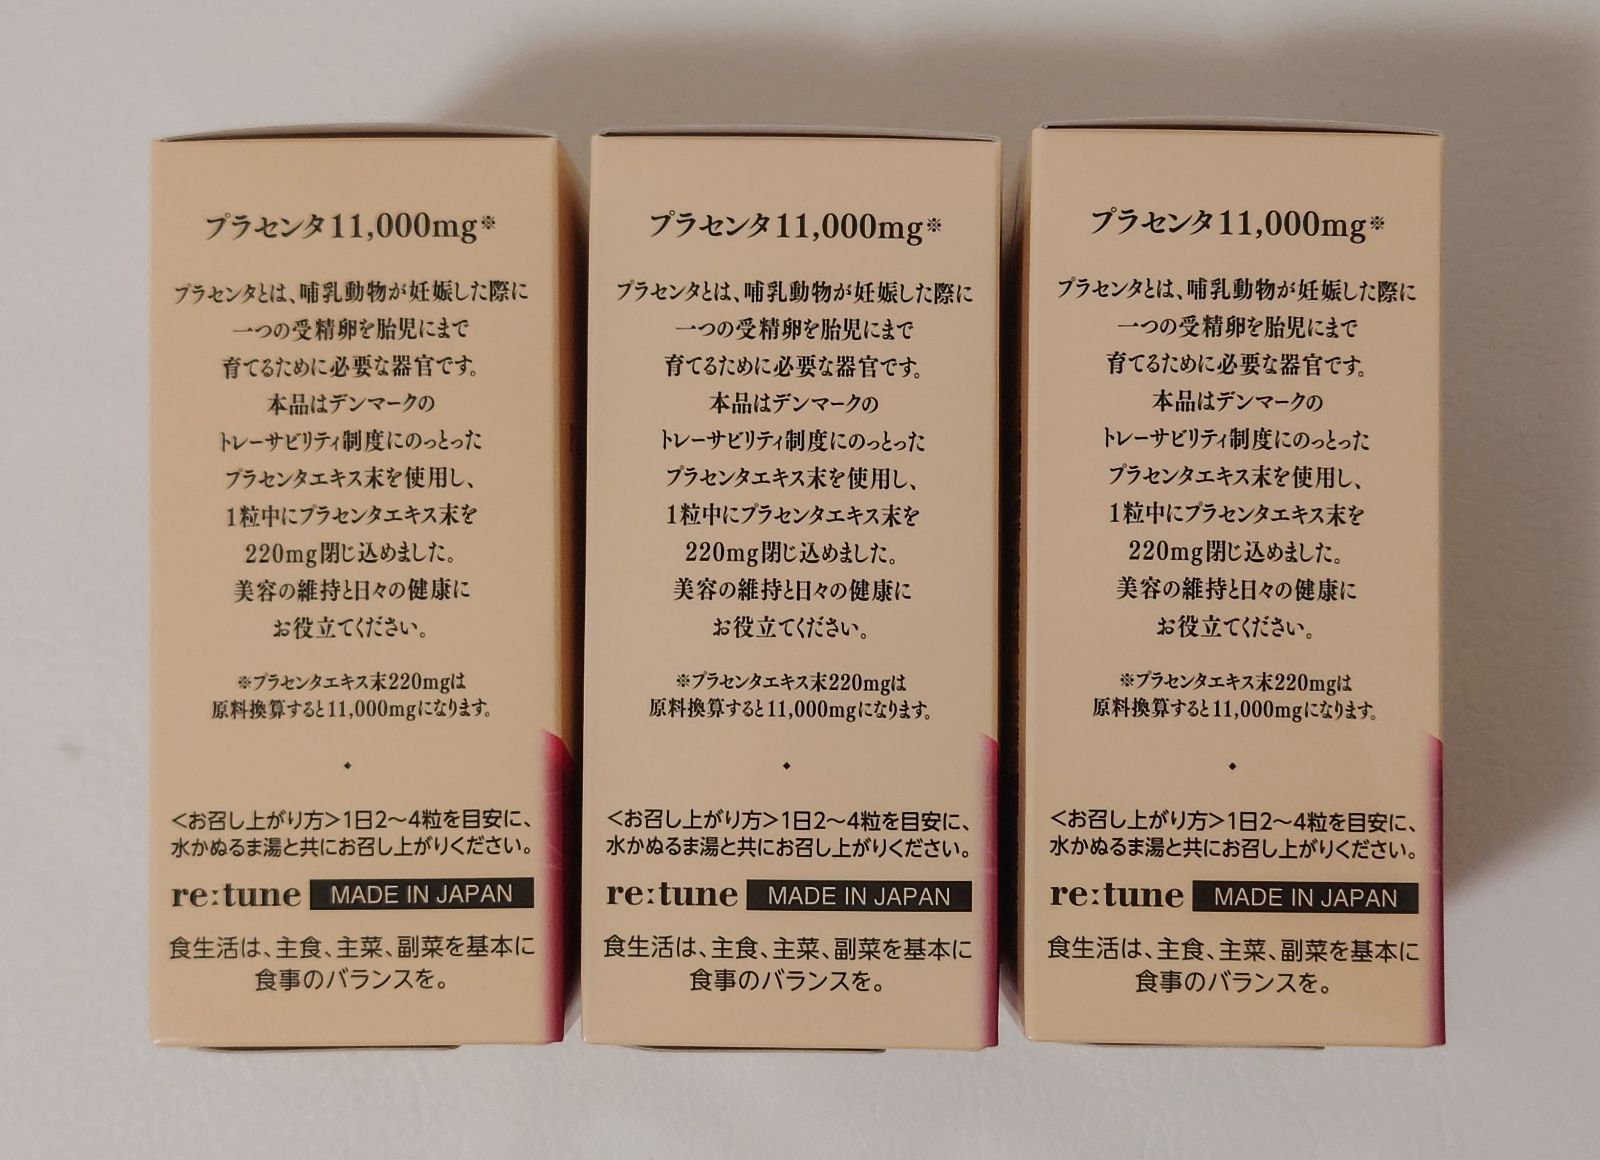 プラセンタ11,000mg※
プラセンタとは、哺乳動物が妊娠した際に
一つの受精卵を胎児にまで
育てるために必要な器官です。
本品はデンマークの
トレーサビリティ制度にのっとった
プラセンタエキス末を使用し、
1粒中にプラセンタエキス末を
220mg閉じ込めました。
美容の維持と日々の健康に
お役立てください。
※プラセンタエキス末220mgは
原料換算すると11,000mgになります。
<お召し上がり方>1日2〜4粒を目安に、
水かぬるま湯と共にお召し上がりください。
re:tune MADE IN JAPAN
食生活は、主食、主菜、副菜を基本に
食事のバランスを。
プラセンタ11,000mg※
プラセンタとは、哺乳動物が妊娠した際に
一つの受精卵を胎児にまで
育てるために必要な器官です。
本品はデンマークの
トレーサビリティ制度にのっとった
プラセンタエキス末を使用し、
1粒中にプラセンタエキス末を
220mg閉じ込めました。
美容の維持と日々の健康に
お役立てください。
※プラセンタエキス末220mgは
原料換算すると11,000mgになります。
<お召し上がり方>1日2〜4粒を目安に、
水かぬるま湯と共にお召し上がりください。
re:tune MADE IN JAPAN
食生活は、主食、主菜、副菜を基本に
食事のバランスを。
プラセンタ11,000mg※
プラセンタとは、哺乳動物が妊娠した際に
一つの受精卵を胎児にまで
育てるために必要な器官です。
本品はデンマークの
トレーサビリティ制度にのっとった
プラセンタエキス末を使用し、
1粒中にプラセンタエキス末を
220mg閉じ込めました。
美容の維持と日々の健康に
お役立てください。
※プラセンタエキス末220mgは
原料換算すると11,000mgになります。
<お召し上がり方>1日2〜4粒を目安に、
水かぬるま湯と共にお召し上がりください。
re:tune MADE IN JAPAN
食生活は、主食、主菜、副菜を基本に
食事のバランスを。